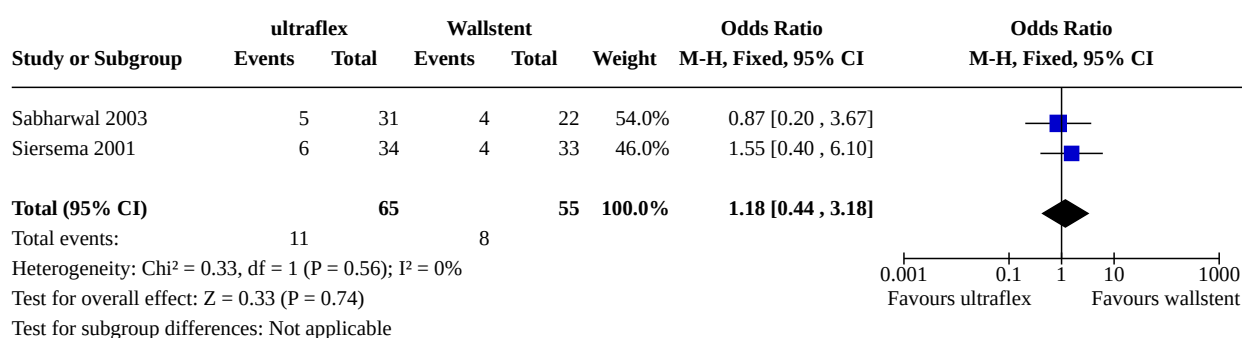 ultraflex Wallstent Odds Ratio Odds Ratio
Study or Subgroup Events Total Events Total Weight M-H, Fixed, 95% CI M-H, Fixed, 95% CI
Sabharwal 2003 5 31 4 22 54.0% 0.87 [0.20 , 3.67]
Siersema 2001 6 34 4 33 46.0% 1.55 [0.40 , 6.10]
Total (95% CI) 65 55 100.0% 1.18 [0.44 , 3.18]
Total events: 11 8
Heterogeneity: Chi² = 0.33, df = 1 (P = 0.56); I² = 0%
Test for overall effect: Z = 0.33 (P = 0.74)
Test for subgroup differences: Not applicable
0.001 0.1 1 10 1000
Favours ultraflex Favours wallstent